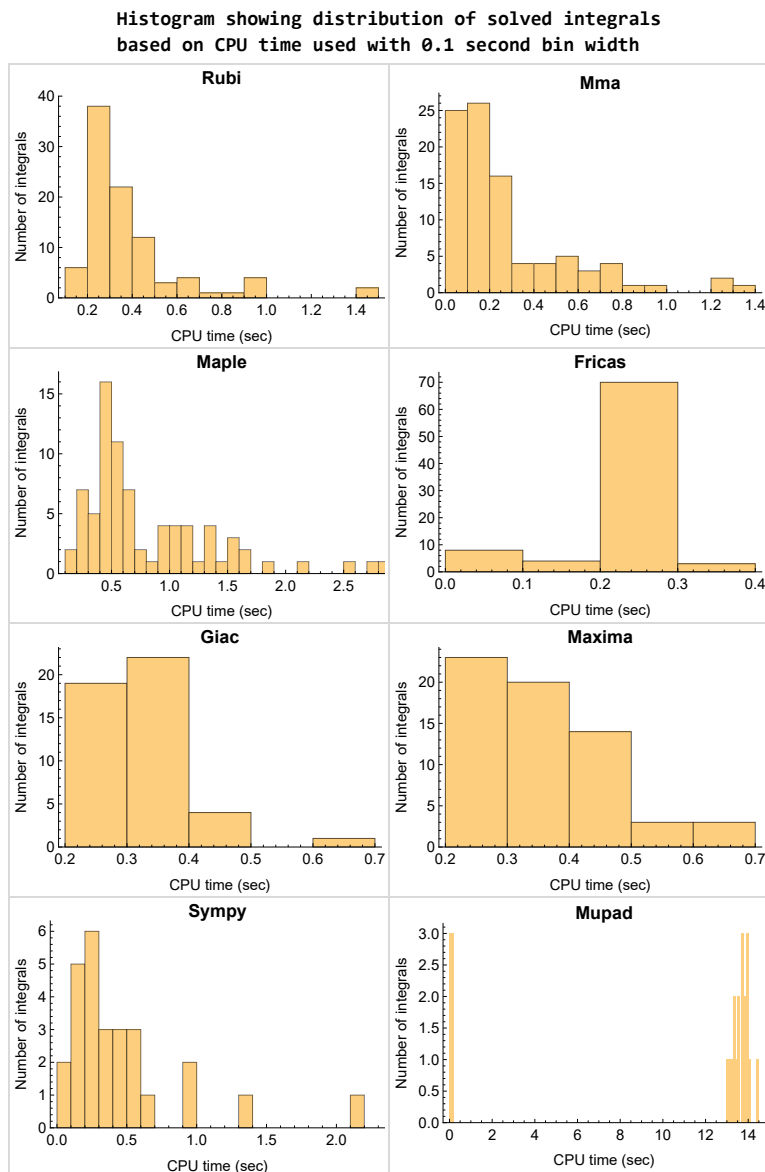 Histogram showing distribution of solved integrals
based on CPU time used with 0.1 second bin width
Rubi
Number of integrals
40
30
20
10
0
0.2 0.4 0.6 0.8 1.0 1.2 1.4
CPU time (sec)
Mma
Number of integrals
25
20
15
10
5
0
0.0 0.2 0.4 0.6 0.8 1.0 1.2 1.4
CPU time (sec)
Maple
Number of integrals
15
10
5
0
0.5 1.0 1.5 2.0 2.5
CPU time (sec)
Fricas
Number of integrals
70
60
50
40
30
20
10
0
0.0 0.1 0.2 0.3 0.4
CPU time (sec)
Giac
Number of integrals
20
15
10
5
0
0.2 0.3 0.4 0.5 0.6 0.7
CPU time (sec)
Maxima
Number of integrals
20
15
10
5
0
0.2 0.3 0.4 0.5 0.6 0.7
CPU time (sec)
Sympy
Number of integrals
6
5
4
3
2
1
0
0.0 0.5 1.0 1.5 2.0
CPU time (sec)
Mupad
Number of integrals
3.0
2.5
2.0
1.5
1.0
0.5
0.0
0 2 4 6 8 10 12 14
CPU time (sec)